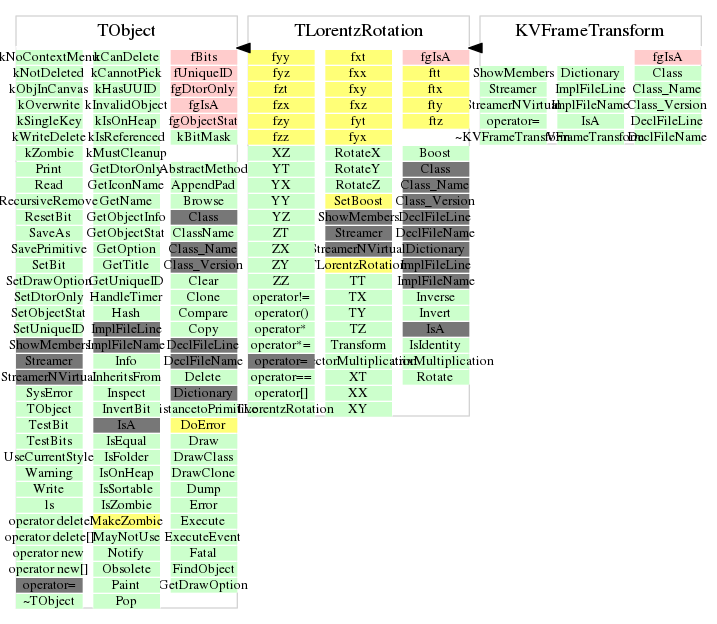 TObject
TLorentzRotation
KVFrameTransform
kNoContextMenu kCanDelete fBits
kNotDeleted kCannotPick fUniqueID
kObjInCanvas kHasUUID fgDtorOnly
kOverwrite kInvalidObject fgIsA
kSingleKey kIsOnHeap fgObjectStat
kWriteDelete kIsReferenced kBitMask
kZombie kMustCleanup
Print GetDtorOnly AbstractMethod
Read GetIconName AppendPad
RecursiveRemove GetName Browse
ResetBit GetObjectInfo Class
SaveAs GetObjectStat ClassName
SavePrimitive GetOption Class_Name
SetBit GetTitle Class_Version
SetDrawOption GetUniqueID Clear
SetDtorOnly HandleTimer Clone
SetObjectStat Hash Compare
SetUniqueID ImplFileLine Copy
ShowMembers ImplFileName DeclFileLine
Streamer Info DeclFileName
StreamerNVirtual InheritsFrom Delete
SysError Inspect Dictionary
TObject InvertBit istancetoPrimitive
TestBit IsA DoError
TestBits IsEqual Draw
UseCurrentStyle IsFolder DrawClass
Warning IsOnHeap DrawClone
Write IsSortable Dump
ls IsZombie Error
operator delete MakeZombie Execute
operator delete[] MayNotUse ExecuteEvent
operator new Notify Fatal
operator new[] Obsolete FindObject
operator= Paint GetDrawOption
~TObject Pop
fyy fxt fgIsA
fyz fxx ftt
fzt fxy ftx
fzx fxz fty
fzy fyt ftz
fzz fyx
XZ RotateX Boost
YT RotateY Class
YX RotateZ Class_Name
YY SetBoost Class_Version
YZ ShowMembers DeclFileLine
ZT Streamer DeclFileName
ZX StreamerNVirtual Dictionary
ZY TLorentzRotation ImplFileLine
ZZ TT ImplFileName
operator!= TX Inverse
operator() TY Invert
operator* TZ IsA
operator*= Transform IsIdentity
operator= ctorMultiplication Multiplication
operator== XT Rotate
operator[] XX
TLorentzRotation XY
fgIsA
ShowMembers Dictionary Class
Streamer ImplFileLine Class_Name
StreamerNVirtual ImplFileName Class_Version
operator= IsA DeclFileLine
~KVFrameTransform VFrameTransform DeclFileName